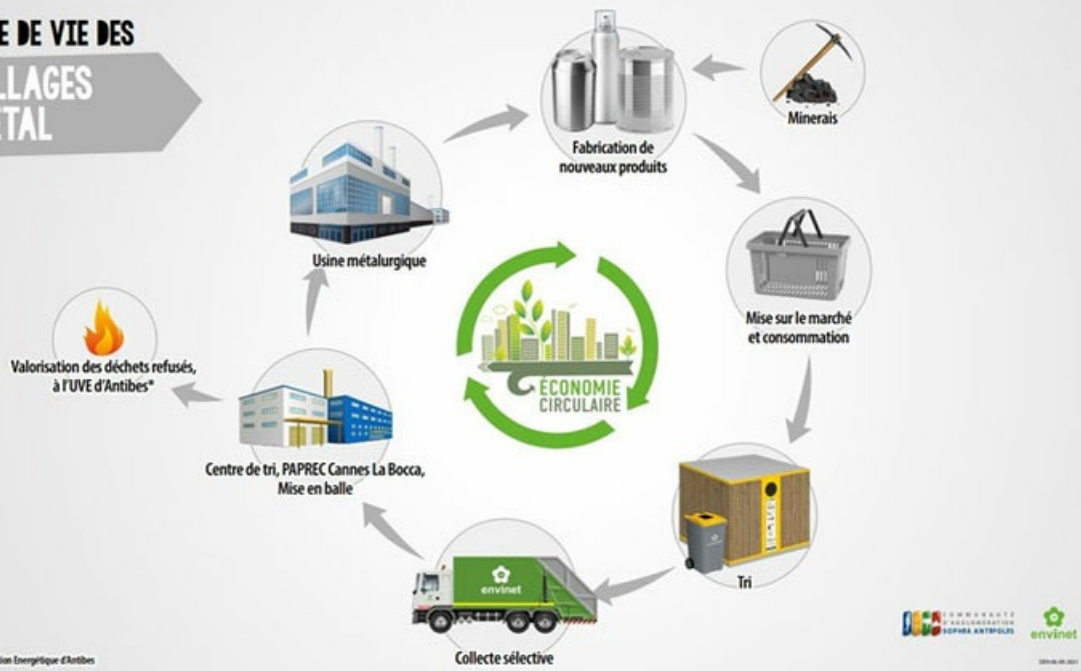 E DE VIE DES
LLAGES
ÉTAL
Fabrication de
nouveaux produits
Minerais
Mise sur le marché
et consommation
Tri
Collecte sélective
envinet
Centre de tri, PAPREC Cannes La Bocca,
Mise en balle
Valorisation des déchets refusés,
à l'UVE d'Antibes*
Usine métalurgique
ÉCONOMIE
CIRCULAIRE
COMMUNAUTÉ
D'AGGLOMÉRATION
SOPHIA ANTIPOLIS
envinet
tion Energétique d'Antibes